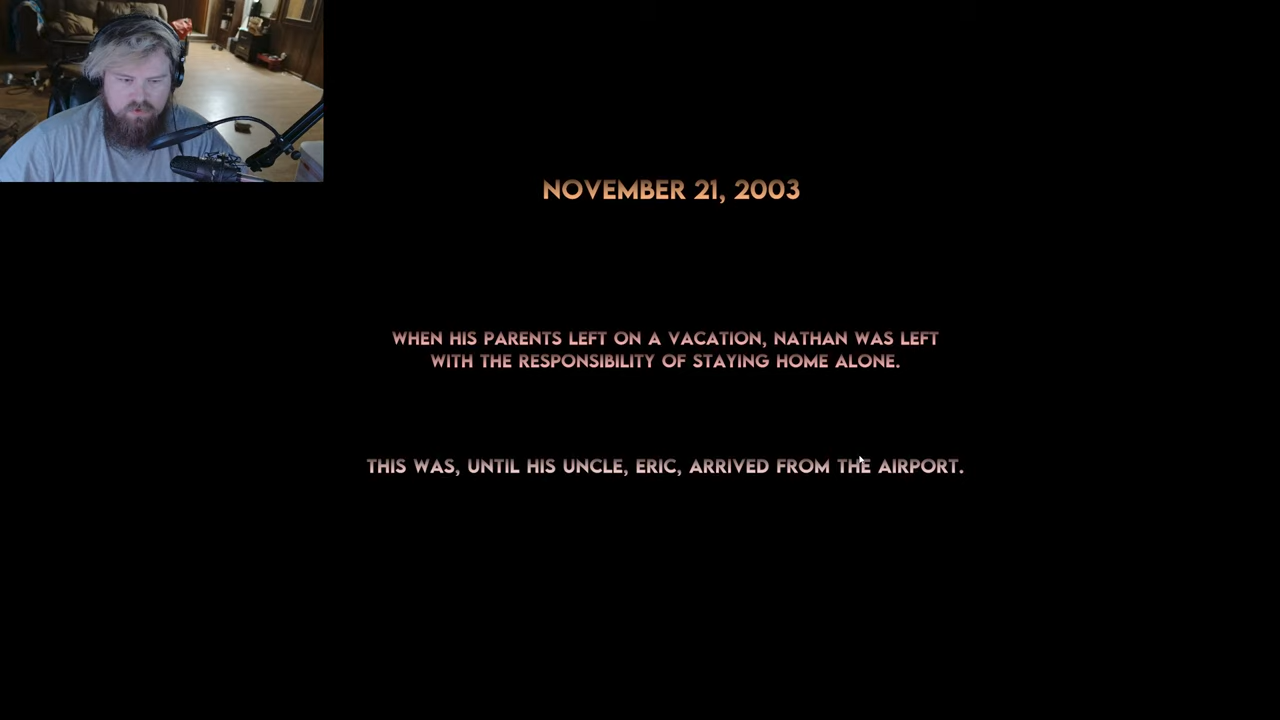 NOVEMBER 21, 2003
WHEN HIS PARENTS LEFT ON A VACATION, NATHAN WAS LEFT
WITH THE RESPONSIBILITY OF STAYING HOME ALONE.
THIS WAS, UNTIL HIS UNCLE, ERIC, ARRIVED FROM THE AIRPORT.